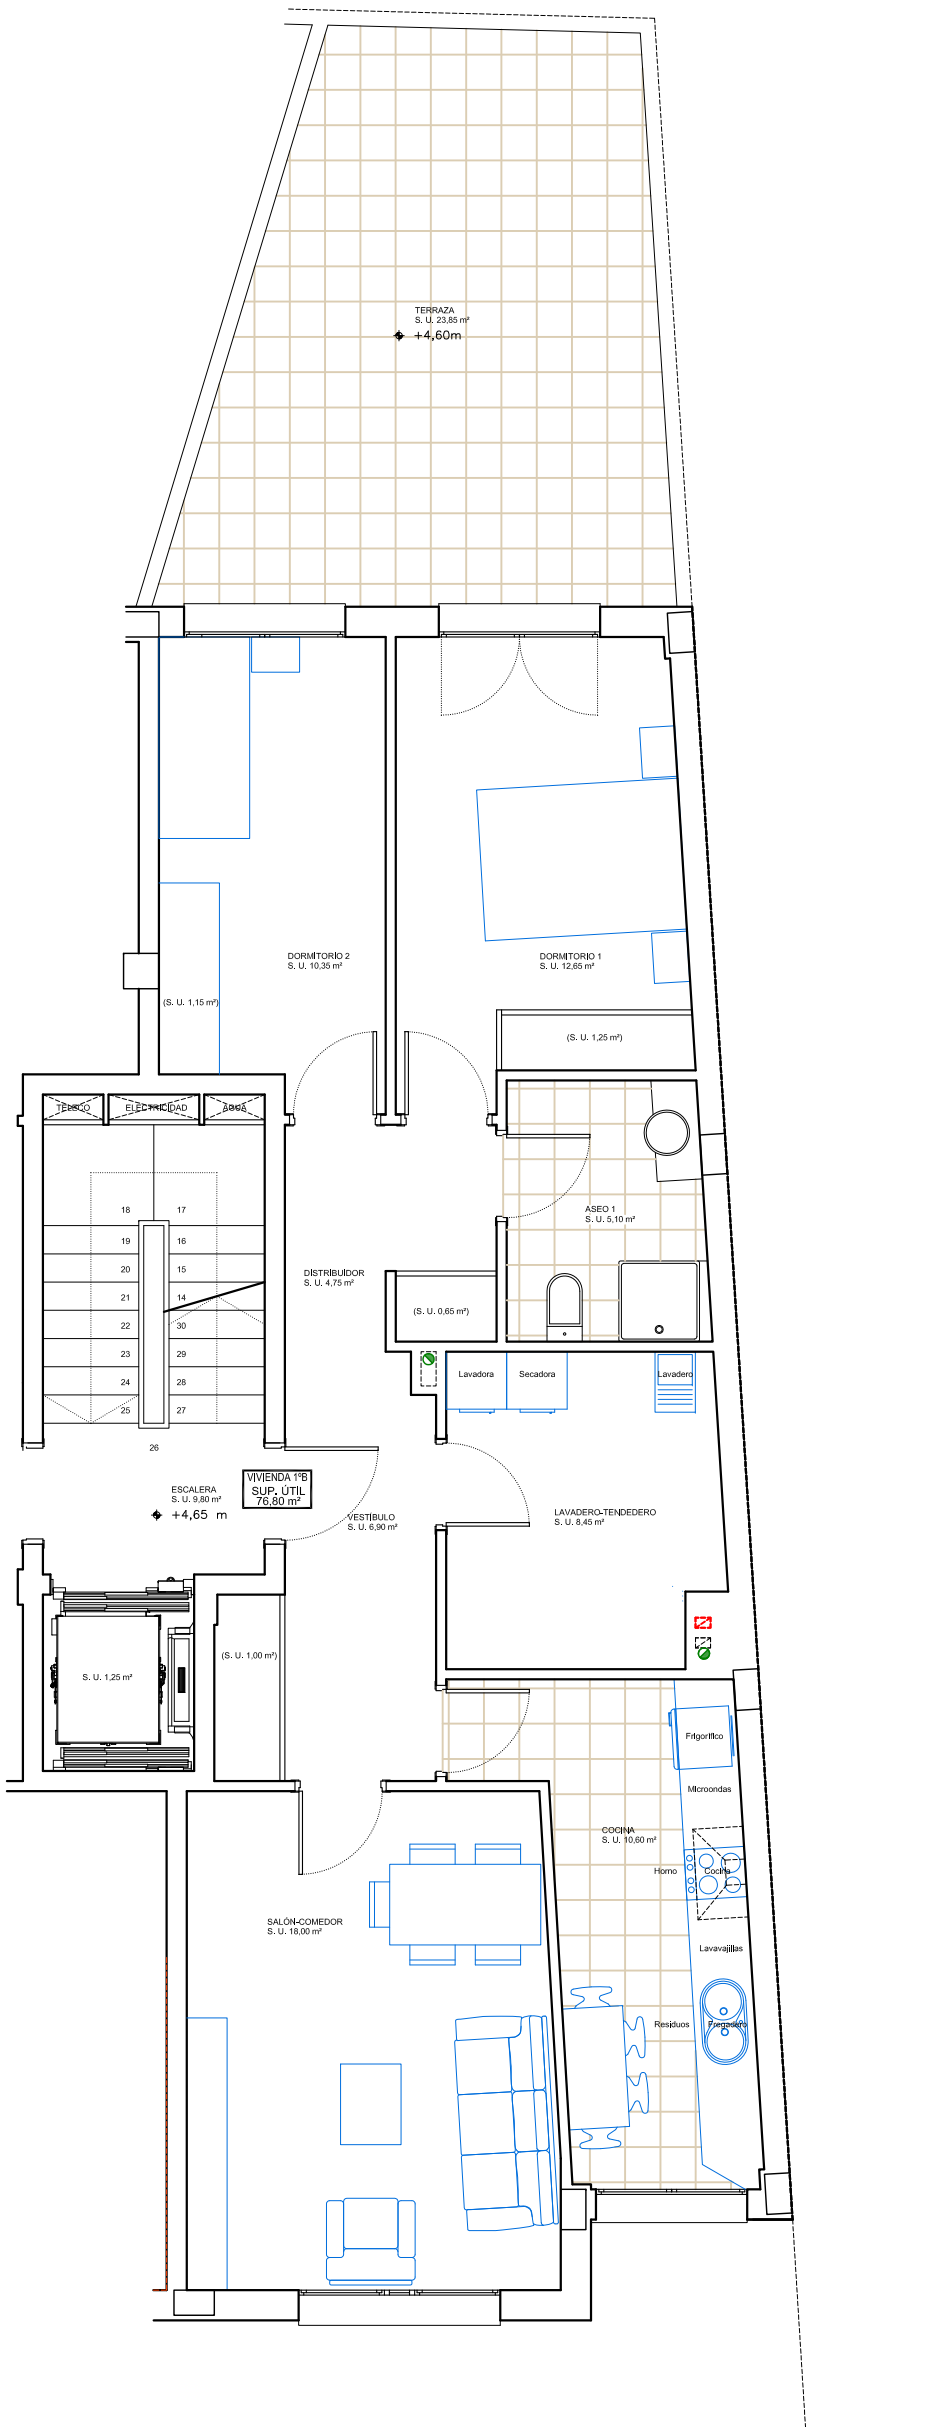 TERRAZA
S. U. 23,85 m²
+4,60m
DORMITORIO 2
S. U. 10,35 m²
DORMITORIO 1
S. U. 12,65 m²
(S. U. 1,15 m²)
(S. U. 1,25 m²)
TELECO
ELECTRICIDAD
AGUA
18
17
19
16
20
15
21
14
22
30
23
29
24
28
25
27
26
ASEO 1
S. U. 5,10 m²
DISTRIBUIDOR
S. U. 4,75 m²
(S. U. 0,65 m²)
Lavadora
Secadora
Lavadero
ESCALERA
S. U. 9,80 m²
+4,65 m
VIVIENDA 1ºB
SUP. ÚTIL
76,80 m²
VESTÍBULO
S. U. 6,90 m²
LAVADERO-TENDEDERO
S. U. 8,45 m²
S. U. 1,25 m²
(S. U. 1,00 m²)
Frigorífico
Microondas
COCINA
S. U. 10,60 m²
Horno
Cocina
SALÓN-COMEDOR
S. U. 18,00 m²
Lavavajillas
Residuos
Fregadero